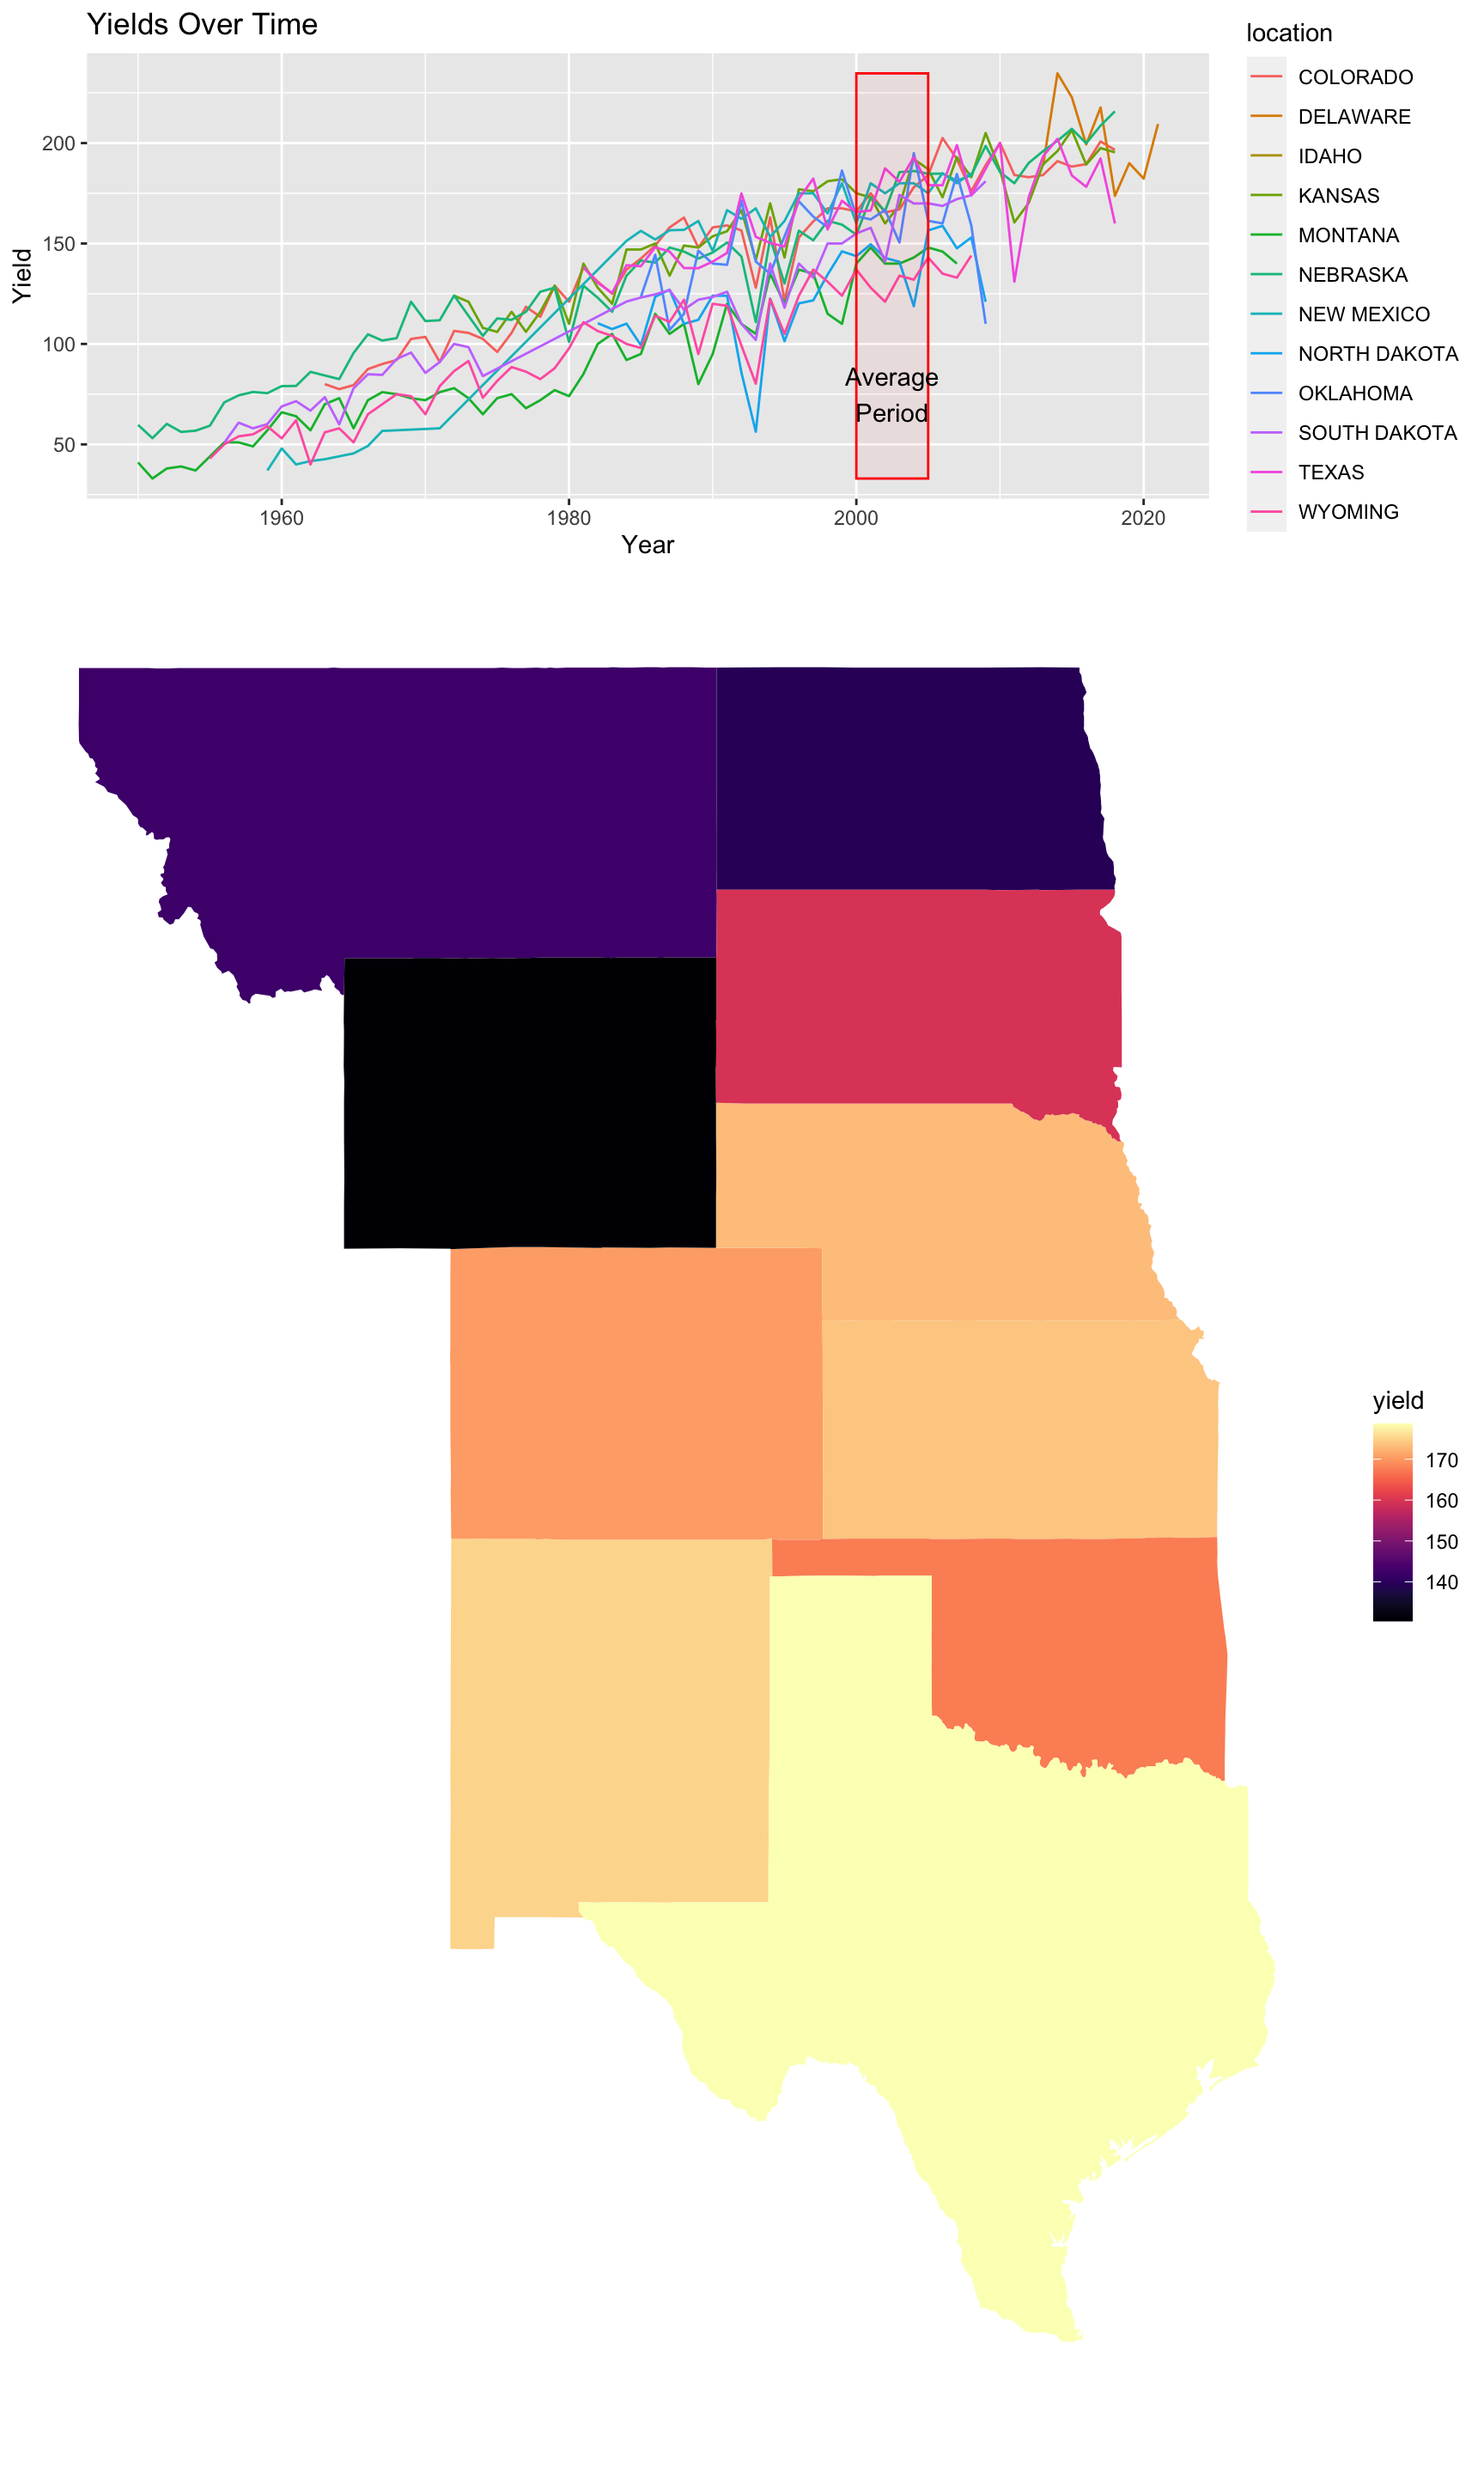 Yields Over Time
Yield
200
150
100
50
Average
Period
1960
1980
2000
2020
Year
location
COLORADO
DELAWARE
IDAHO
KANSAS
MONTANA
NEBRASKA
NEW MEXICO
NORTH DAKOTA
OKLAHOMA
SOUTH DAKOTA
TEXAS
WYOMING
yield
170
160
150
140